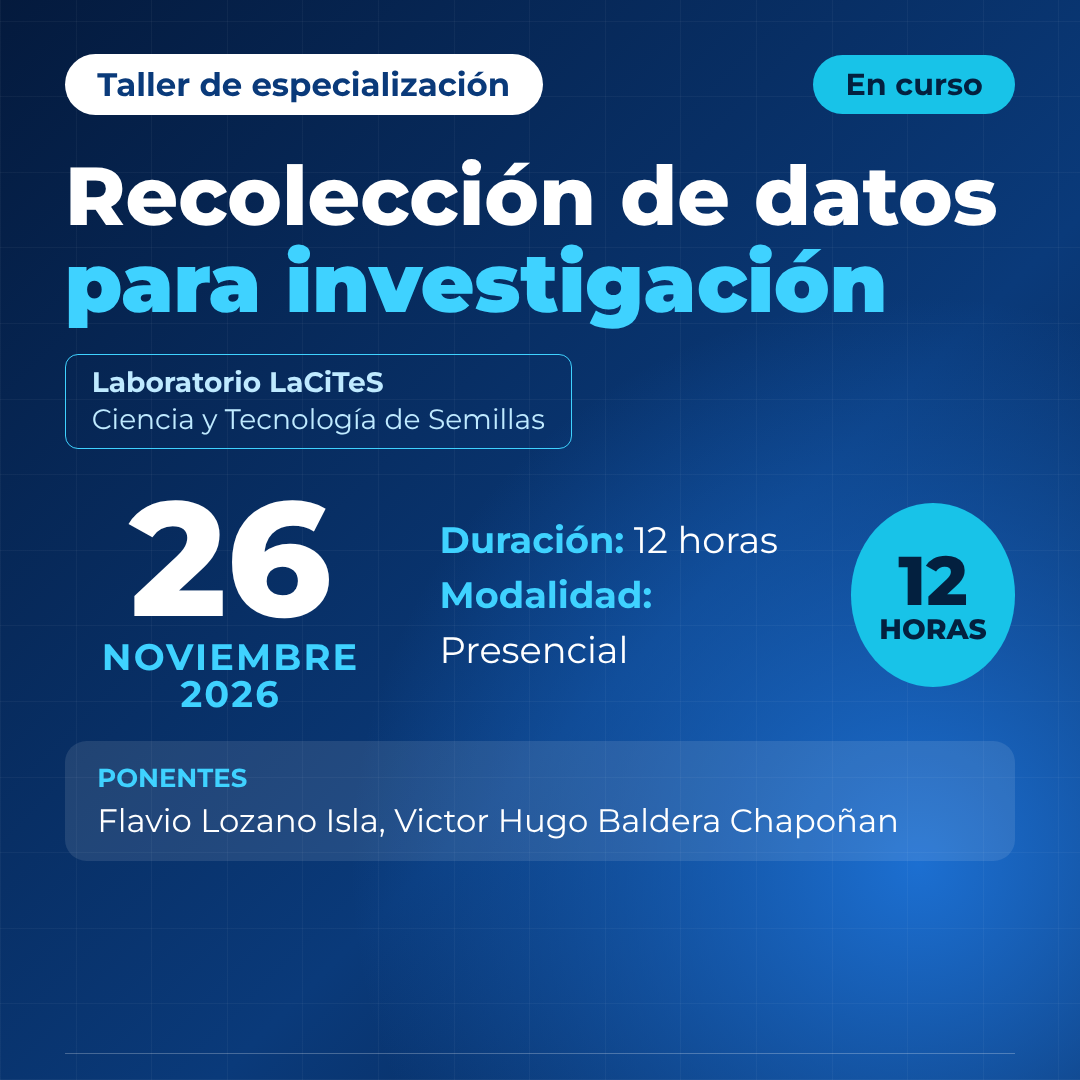 Taller de especialización
En curso
Recolección de datos
para investigación
Laboratorio LaCiTeS
Ciencia y Tecnología de Semillas
26
NOVIEMBRE
2026
Duración: 12 horas
Modalidad:
Presencial
12
HORAS
PONENTES
Flavio Lozano Isla, Victor Hugo Baldera Chapoñan